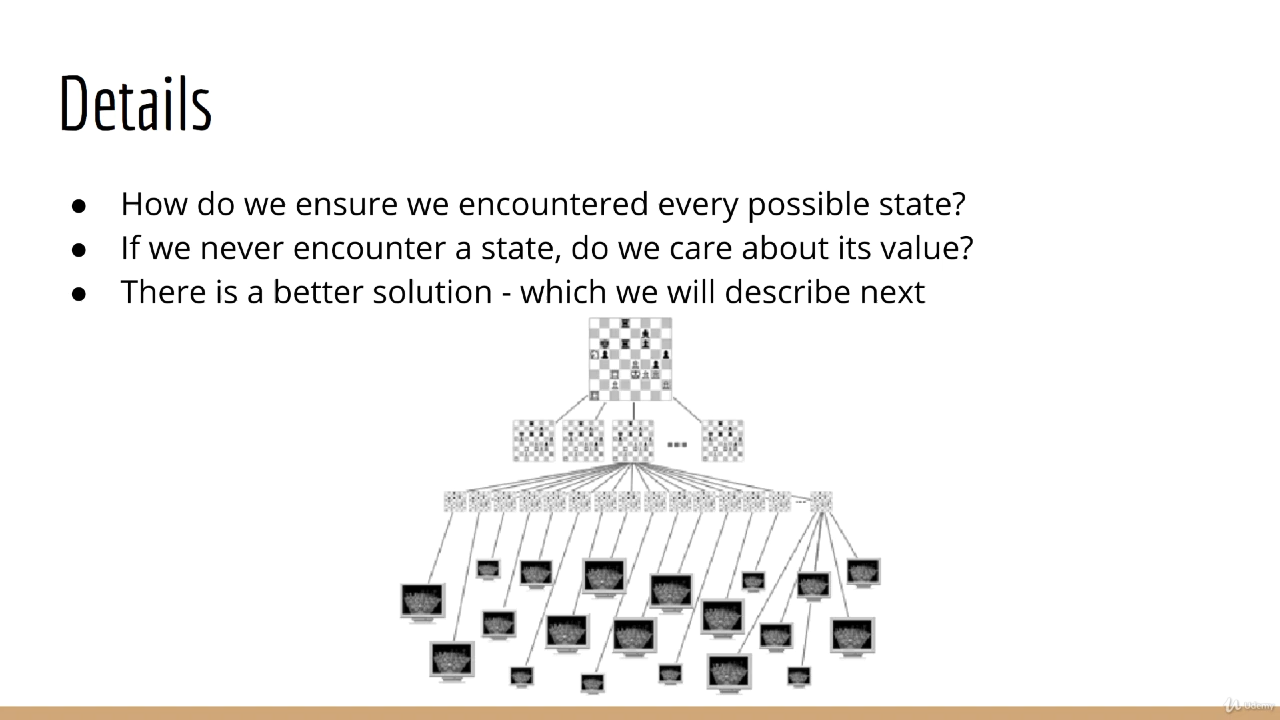 Details
● How do we ensure we encountered every possible state?
● If we never encounter a state, do we care about its value?
● There is a better solution - which we will describe next
Udemy